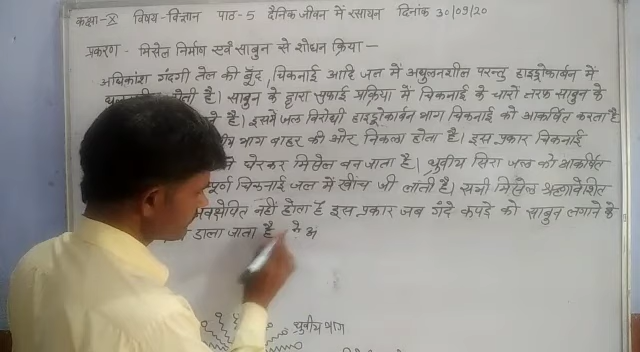 कक्षा-X विषय-विज्ञान पाठ-5 दैनिक जीवन में रसायन दिनांक 30/09/20
प्रकरण - मिसेल निर्माण एवं साबुन से शोधन क्रिया —
अधिकांश गंदगी तेल की बूँद, चिकनाई आदि जल में अघुलनशील परन्तु हाइड्रोकार्बन में
होती है। साबुन के द्वारा सफाई प्रक्रिया में चिकनाई के चारों तरफ साबुन के
है। इसमें जल विरोधी हाइड्रोकार्बन भाग चिकनाई को आकर्षित करता है
भाग बाहर की ओर निकला होता है। इस प्रकार चिकनाई
घेरकर मिसेल बन जाता है। ध्रुवीय सिरा जल को आकर्षित
चिकनाई जल में खींच ली जाती है। सभी मिसेल ऋणावेशित
नहीं होता है इस प्रकार जब गंदे कपड़े को साबुन लगाने के
डाला जाता है
ध्रुवीय भाग